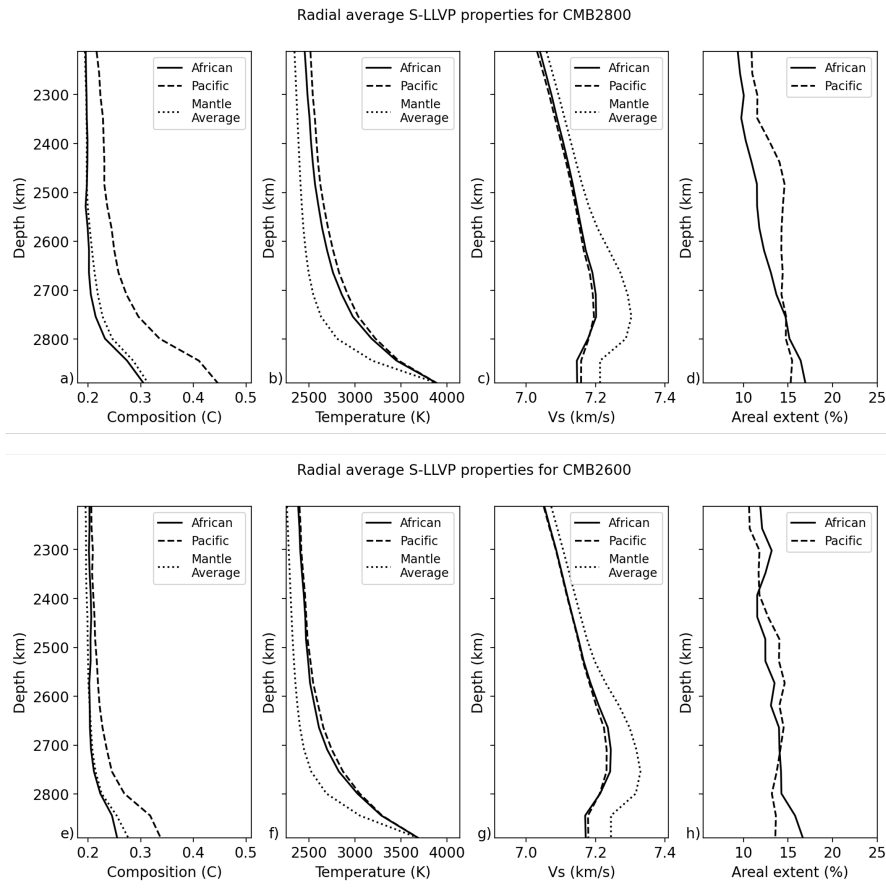 Radial average S-LLVP properties for CMB2800
African
Pacific
Mantle
Average
African
Pacific
Mantle
Average
African
Pacific
Mantle
Average
African
Pacific
Depth (km)
Depth (km)
Depth (km)
Depth (km)
2300
2400
2500
2600
2700
2800
a)
b)
c)
d)
0.2 0.3 0.4 0.5
2500 3000 3500 4000
7.0 7.2 7.4
10 15 20 25
Composition (C)
Temperature (K)
Vs (km/s)
Areal extent (%)
Radial average S-LLVP properties for CMB2600
African
Pacific
Mantle
Average
African
Pacific
Mantle
Average
African
Pacific
Mantle
Average
African
Pacific
Depth (km)
Depth (km)
Depth (km)
Depth (km)
2300
2400
2500
2600
2700
2800
e)
f)
g)
h)
0.2 0.3 0.4 0.5
2500 3000 3500 4000
7.0 7.2 7.4
10 15 20 25
Composition (C)
Temperature (K)
Vs (km/s)
Areal extent (%)